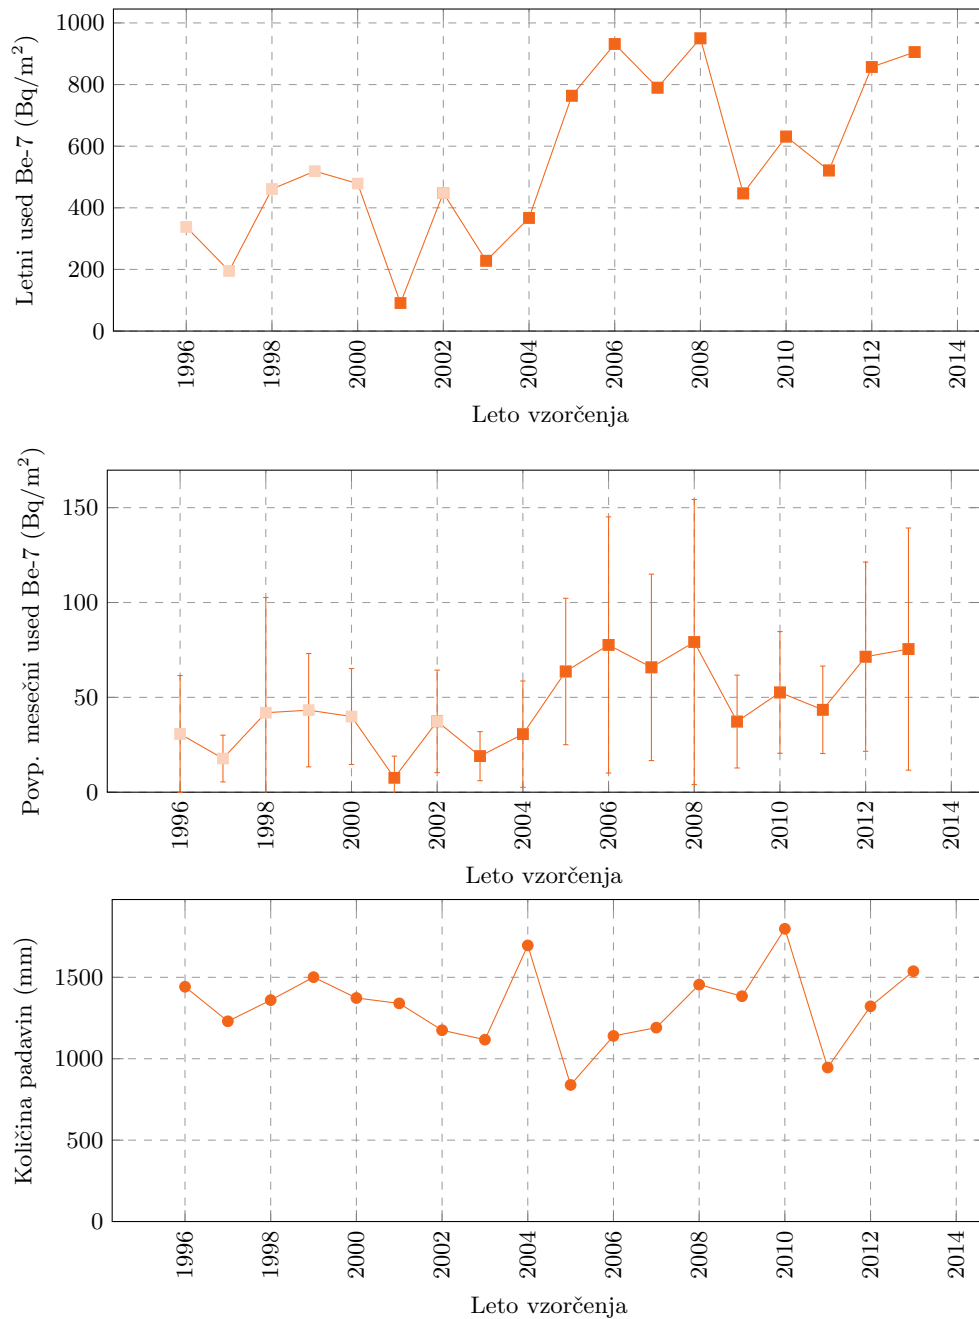 Letni used Be-7 (Bq/m²)
1000
800
600
400
200
0
1996 1998 2000 2002 2004 2006 2008 2010 2012 2014
Leto vzorčenja
Povp. mesečni used Be-7 (Bq/m²)
150
100
50
0
1996 1998 2000 2002 2004 2006 2008 2010 2012 2014
Leto vzorčenja
Količina padavin (mm)
1500
1000
500
0
1996 1998 2000 2002 2004 2006 2008 2010 2012 2014
Leto vzorčenja